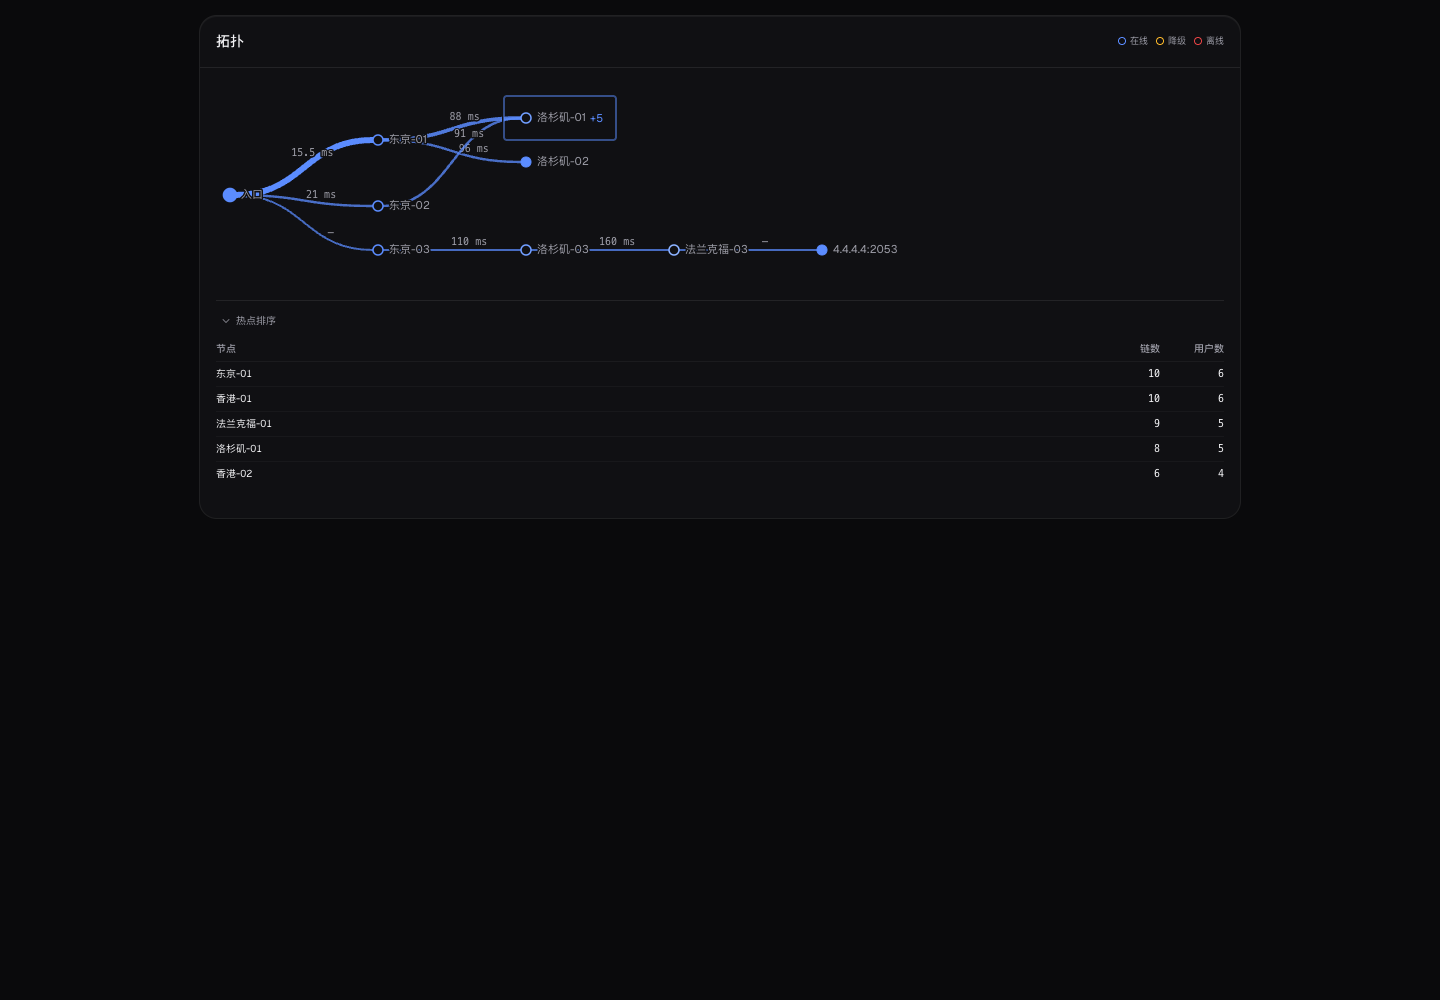 拓扑
在线 降级 离线
88 ms
洛杉矶-01 +5
91 ms
东京-01
96 ms
15.5 ms
洛杉矶-02
21 ms
入口
东京-02
—
110 ms
160 ms
—
东京-03
洛杉矶-03
法兰克福-03
4.4.4.4:2053
热点排序
节点 链数 用户数
东京-01 10 6
香港-01 10 6
法兰克福-01 9 5
洛杉矶-01 8 5
香港-02 6 4